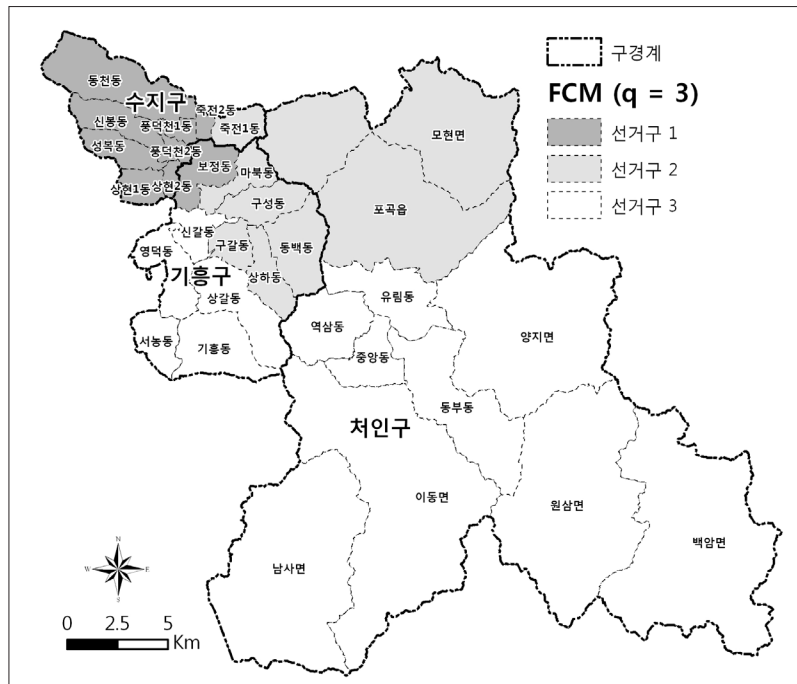 구경계
FCM (q = 3)
선거구 1
선거구 2
선거구 3
동천동
수지구
죽전2동
신봉동
풍덕천1동
죽전1동
모현면
성복동
풍덕천2동
보정동
마북동
상현1동
상현2동
구성동
포곡읍
신갈동
구갈동
동백동
영덕동
기흥구
상하동
상갈동
유림동
서농동
기흥동
역삼동
중앙동
양지면
동부동
처인구
이동면
원삼면
백암면
남사면
N
W
E
S
0 2.5 5
Km